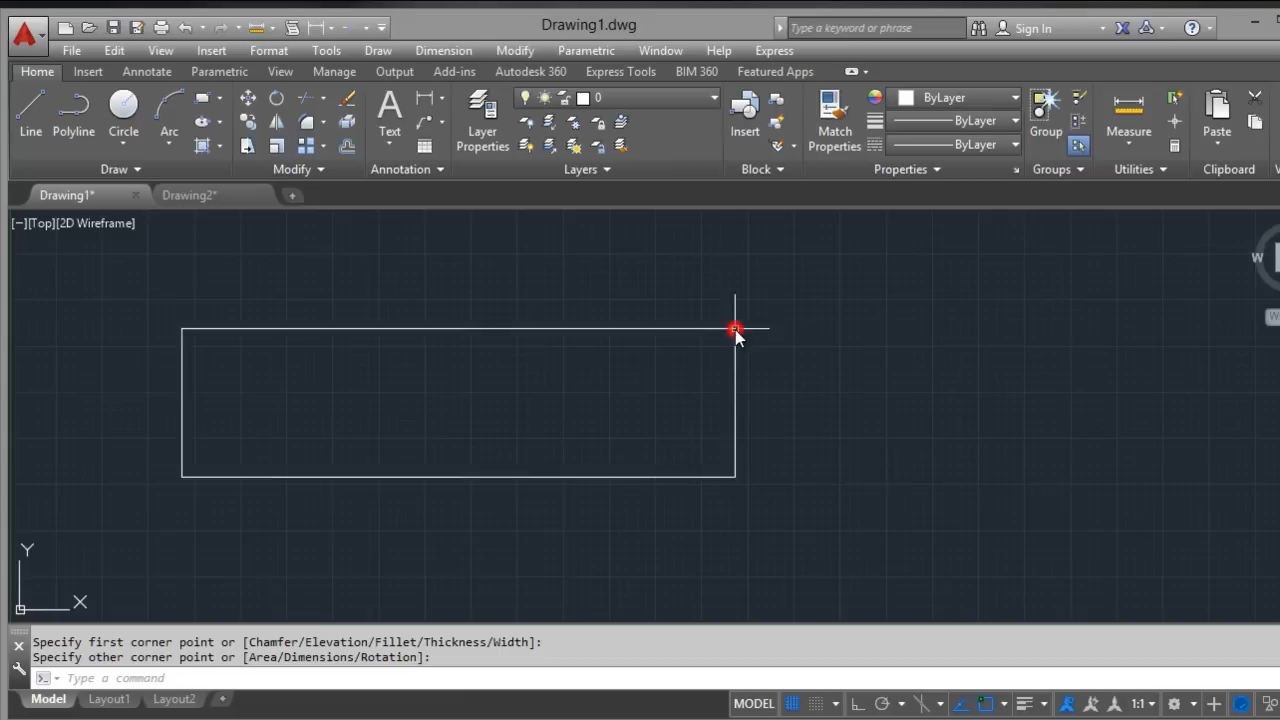 Drawing1.dwg
Type a keyword or phrase
Sign In
File Edit View Insert Format Tools Draw Dimension Modify Parametric Window Help Express
Home Insert Annotate Parametric View Manage Output Add-ins Autodesk 360 Express Tools BIM 360 Featured Apps
0
ByLayer
ByLayer
ByLayer
Line Polyline Circle Arc Text Layer Properties Insert Match Properties Group Measure Paste
Draw Modify Annotation Layers Block Properties Groups Utilities Clipboard
Drawing1* Drawing2*
[−][Top][2D Wireframe]
W
W
Y
X
Specify first corner point or [Chamfer/Elevation/Fillet/Thickness/Width]:
Specify other corner point or [Area/Dimensions/Rotation]:
Type a command
Model Layout1 Layout2 +
MODEL 1:1